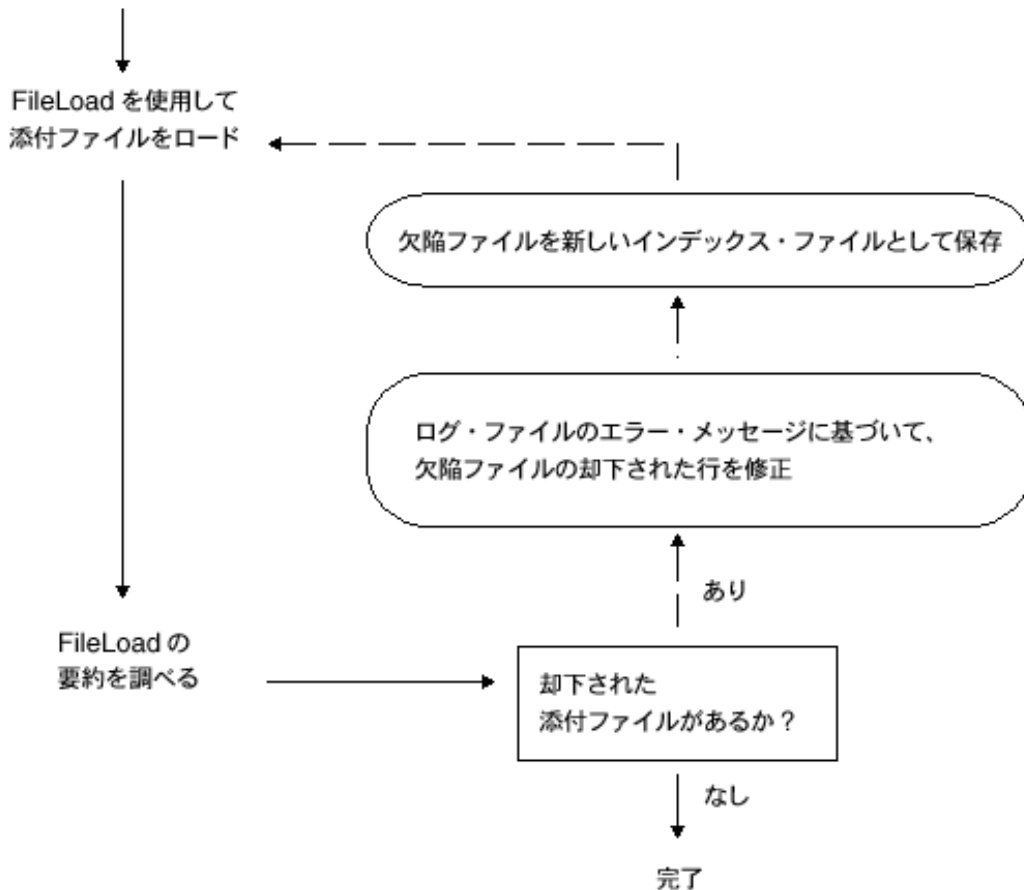 FileLoad を使用して
添付ファイルをロード
欠陥ファイルを新しいインデックス・ファイルとして保存
ログ・ファイルのエラー・メッセージに基づいて、
欠陥ファイルの却下された行を修正
あり
FileLoad の
要約を調べる
却下された
添付ファイルがあるか？
なし
完了